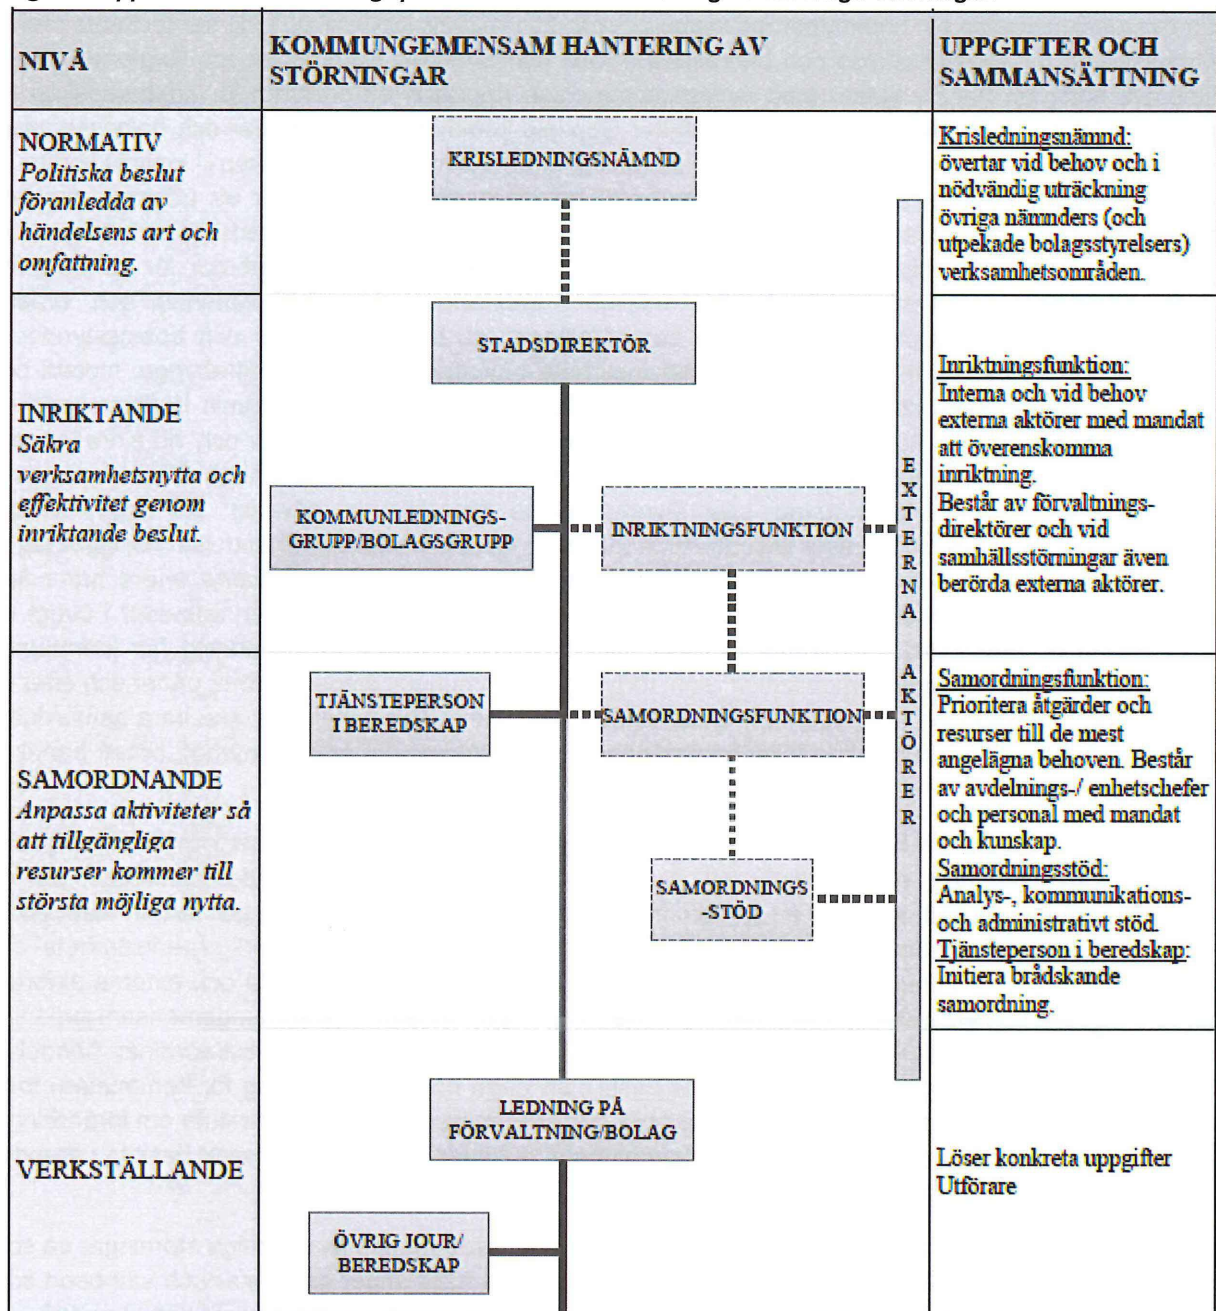 NIVÅ
KOMMUNGEMENSAM HANTERING AV
STÖRNINGAR
UPPGIFTER OCH
SAMMANSÄTTNING
NORMATIV
Politiska beslut
föranledda av
händelsens art och
omfattning.
KRISLEDNINGSNÄMND
Krisledningsnämnd:
övertar vid behov och i
nödvändig uträckning
övriga nämnders (och
utpekade bolagsstyrelsers)
verksamhetsområden.
INRIKTANDE
Säkra
verksamhetsnytta och
effektivitet genom
inriktande beslut.
STADSDIREKTÖR
KOMMUNLEDNINGS-
GRUPP/BOLAGSGRUPP
INRIKTNINGSFUNKTION
EXTERNA AKTÖRER
Inriktningsfunktion:
Interna och vid behov
externa aktörer med mandat
att överenskomma
inriktning.
Består av förvaltnings-
direktörer och vid
samhällsstörningar även
berörda externa aktörer.
SAMORDNANDE
Anpassa aktiviteter så
att tillgängliga
resurser kommer till
största möjliga nytta.
TJÄNSTEPERSON
I BEREDSKAP
SAMORDNINGSFUNKTION
SAMORDNINGS
-STÖD
Samordningsfunktion:
Prioritera åtgärder och
resurser till de mest
angelägna behoven. Består
av avdelnings-/ enhetschefer
och personal med mandat
och kunskap.
Samordningsstöd:
Analys-, kommunikations-
och administrativt stöd.
Tjänsteperson i beredskap:
Initiera brådskande
samordning.
VERKSTÄLLANDE
LEDNING PÅ
FÖRVALTNING/BOLAG
ÖVRIG JOUR/
BEREDSKAP
Löser konkreta uppgifter
Utförare